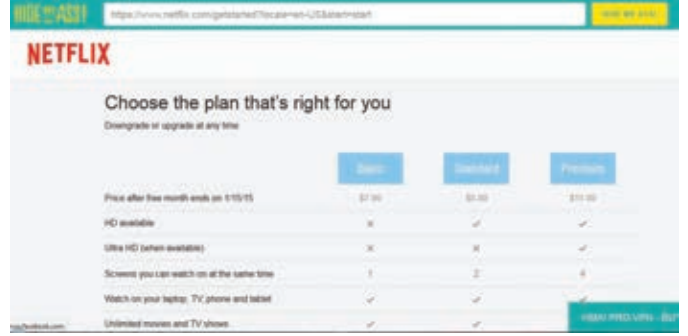 HIDE MY ASS!
https://www.netflix.com/getstarted?locale=en-US&start=start
NETFLIX
Choose the plan that's right for you
Downgrade or upgrade at any time
Basic Standard Premium
Price after free month ends on 1/15/15 $7.99 $8.99 $11.99
HD available
Ultra HD (when available)
Screens you can watch on at the same time 1 2 4
Watch on your laptop, TV, phone and tablet
Unlimited movies and TV shows
PRO VPN - BUY